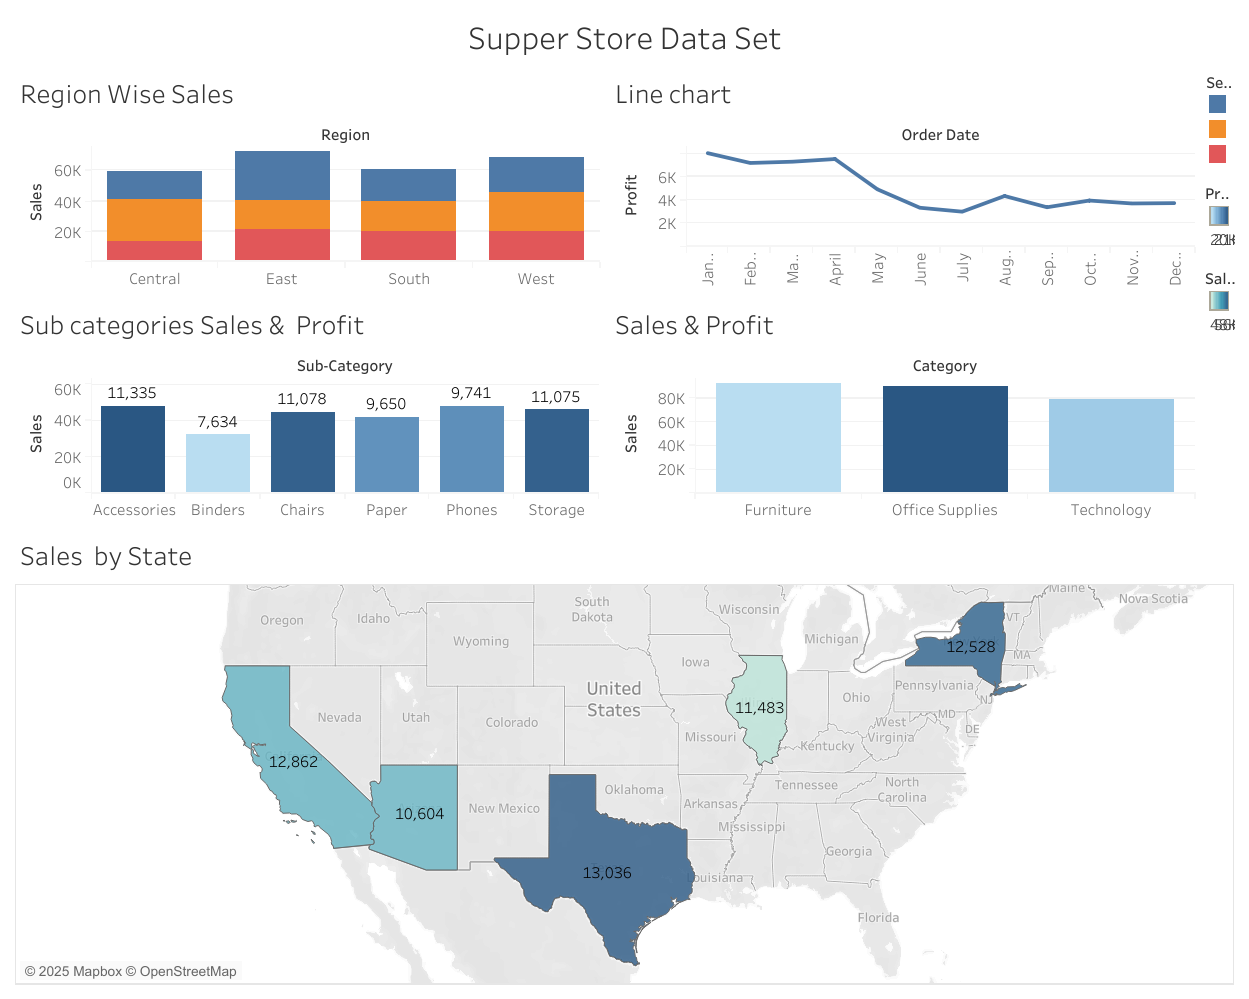 Supper Store Data Set
Region Wise Sales
Region
Sales
60K
40K
20K
Central
East
South
West
Line chart
Order Date
Profit
6K
4K
2K
Jan..
Feb..
Ma..
April
May
June
July
Aug..
Sep..
Oct..
Nov..
Dec..
Se..
Pr..
Sal..
Sub categories Sales & Profit
Sub-Category
Sales
60K
40K
20K
0K
11,335
7,634
11,078
9,650
9,741
11,075
Accessories
Binders
Chairs
Paper
Phones
Storage
Sales & Profit
Category
Sales
80K
60K
40K
20K
Furniture
Office Supplies
Technology
Sales by State
Oregon
Idaho
Wyoming
South
Dakota
Wisconsin
Michigan
Maine
Nova Scotia
VT
MA
12,528
Iowa
Pennsylvania
NJ
Nevada
Utah
Colorado
United
States
11,483
Ohio
MD
DE
West
Virginia
Missouri
Kentucky
12,862
10,604
New Mexico
Oklahoma
Tennessee
North
Carolina
Arkansas
Mississippi
Georgia
13,036
Louisiana
Florida
© 2025 Mapbox © OpenStreetMap